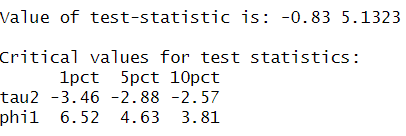 Value of test-statistic is: -0.83 5.1323
Critical values for test statistics:
1pct 5pct 10pct
tau2 -3.46 -2.88 -2.57
phi1 6.52 4.63 3.81